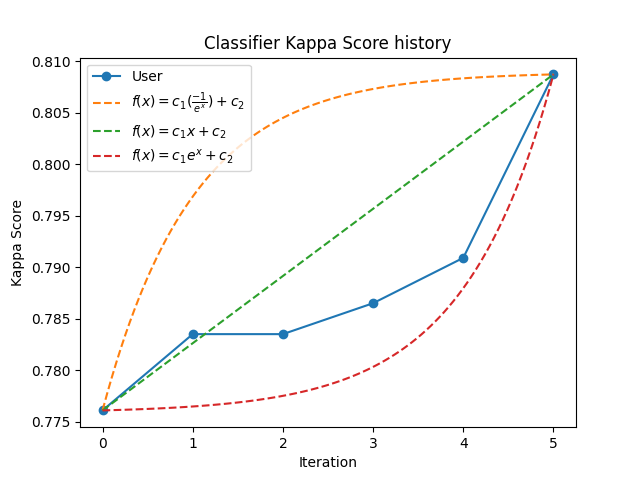 Classifier Kappa Score history
User
f(x) = c₁(−1/eˣ) + c₂
f(x) = c₁x + c₂
f(x) = c₁eˣ + c₂
0.810
0.805
0.800
0.795
0.790
0.785
0.780
0.775
Kappa Score
0 1 2 3 4 5
Iteration